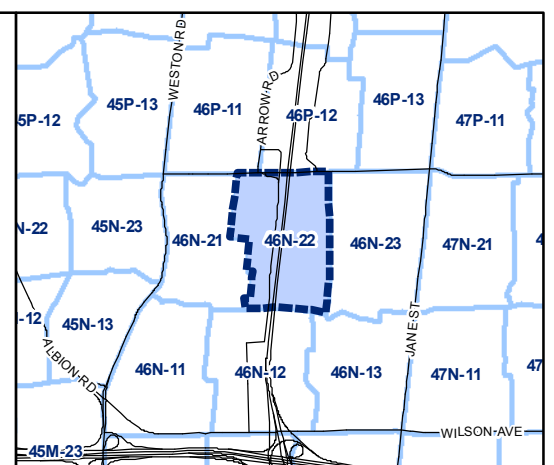 WESTON RD
ARROW RD
45P-13
46P-11
46P-12
46P-13
5P-12
47P-11
N-22
45N-23
46N-21
46N-22
46N-23
47N-21
4
-12
45N-13
ALBION RD
JANE ST
46N-11
46N-12
46N-13
47N-11
47
WILSON AVE
45M-23